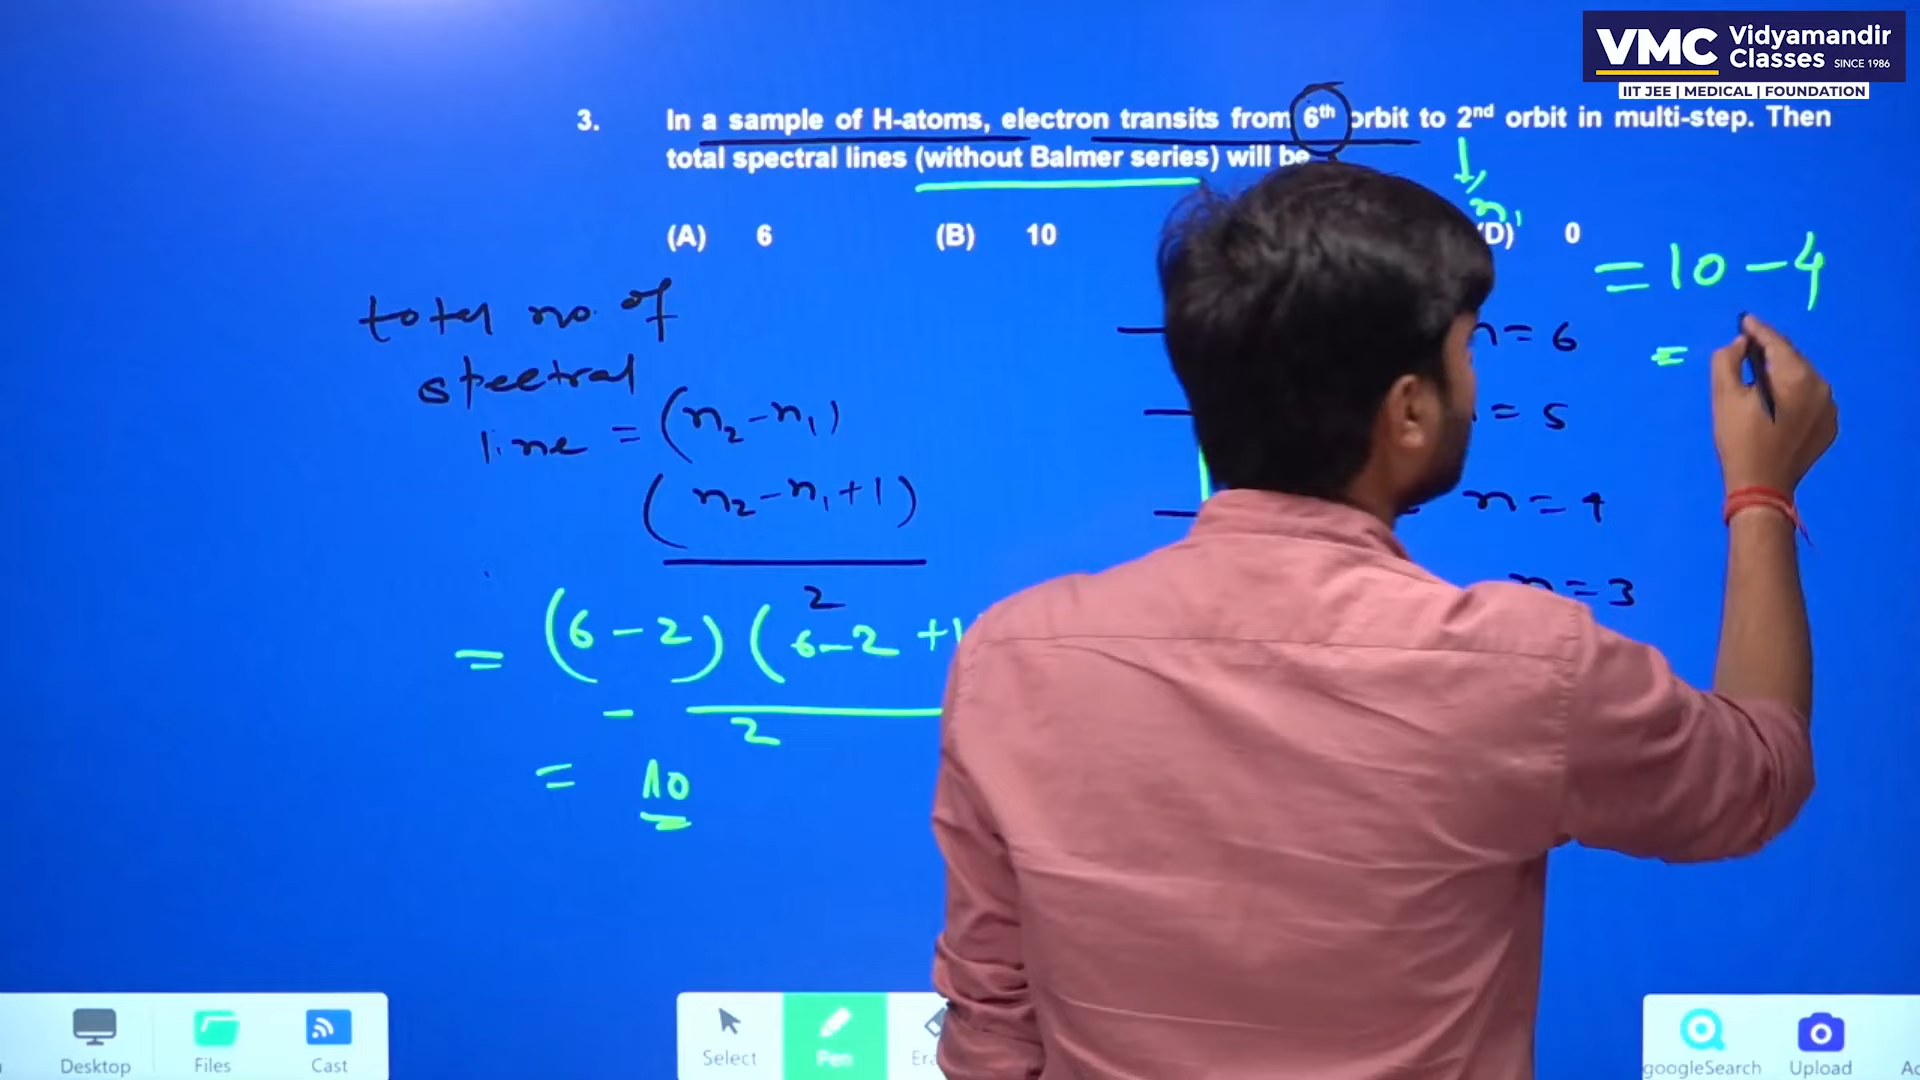 VMC Vidyamandir Classes SINCE 1986
IIT JEE | MEDICAL | FOUNDATION
3. In a sample of H-atoms, electron transits from 6th orbit to 2nd orbit in multi-step. Then
total spectral lines (without Balmer series) will be
n1
(A) 6 (B) 10 (D) 0
= 10 - 4
=
total no. of
spectral
line = (n2 - n1)
(n2 - n1 + 1)
2
n = 6
= 5
n = 4
n = 3
= (6 - 2) (6 - 2 + 1
2
= 10
Desktop
Files
Cast
Select
Pen
Era
googleSearch
Upload